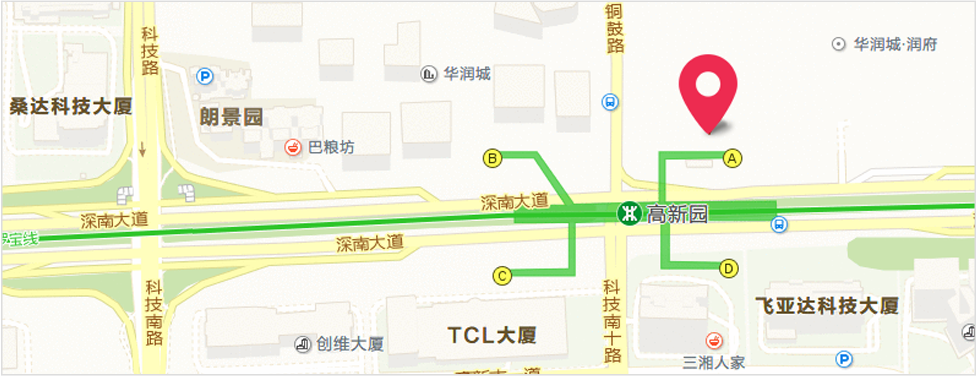 科技路
铜鼓路
华润城·润府
P
华润城
桑达科技大厦
朗景园
巴粮坊
B
A
深南大道
深南大道
高新园
宝线
深南大道
C
D
科技南路
科技南十路
飞亚达科技大厦
TCL大厦
创维大厦
三湘人家
P